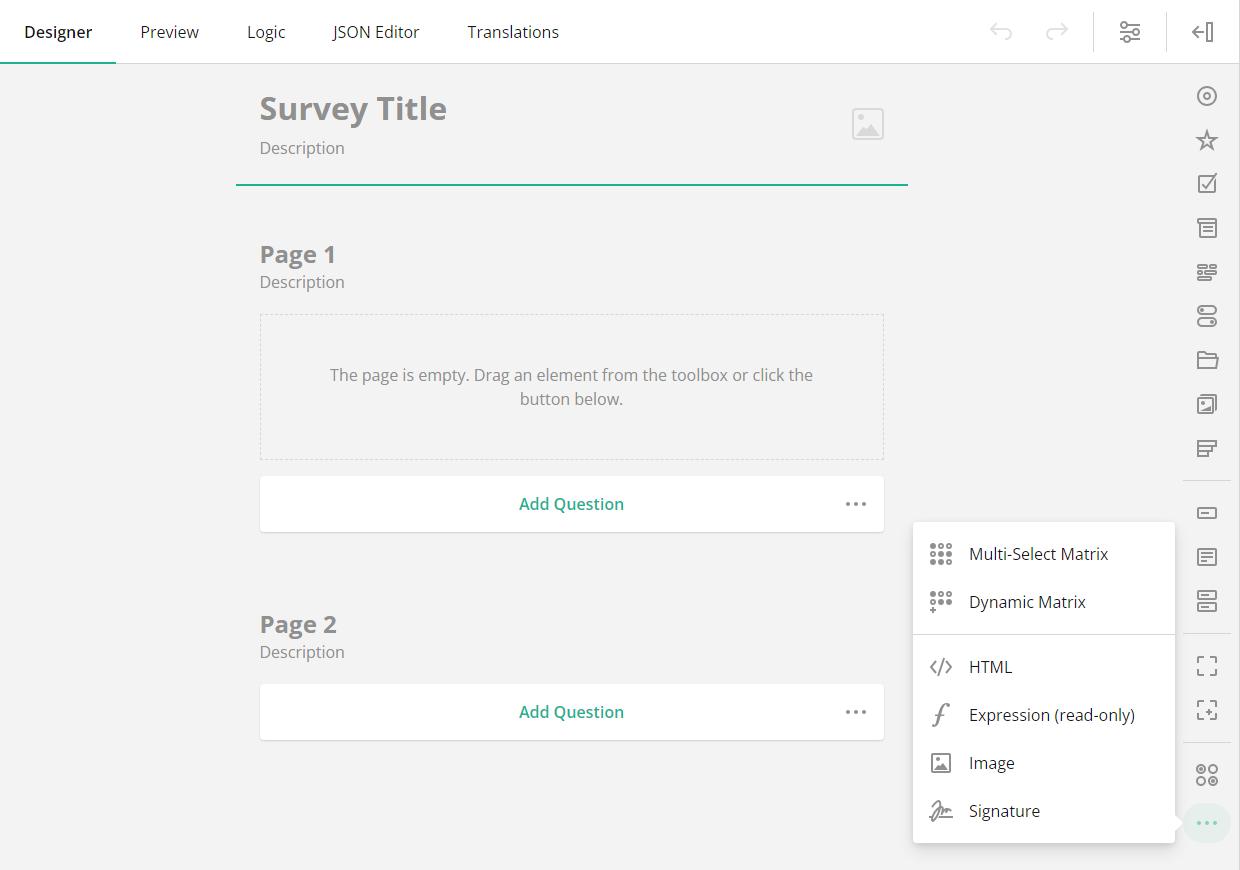 Designer Preview Logic JSON Editor Translations
Survey Title
Description
Page 1
Description
The page is empty. Drag an element from the toolbox or click the
button below.
Add Question
Page 2
Description
Add Question
Multi-Select Matrix
Dynamic Matrix
HTML
Expression (read-only)
Image
Signature